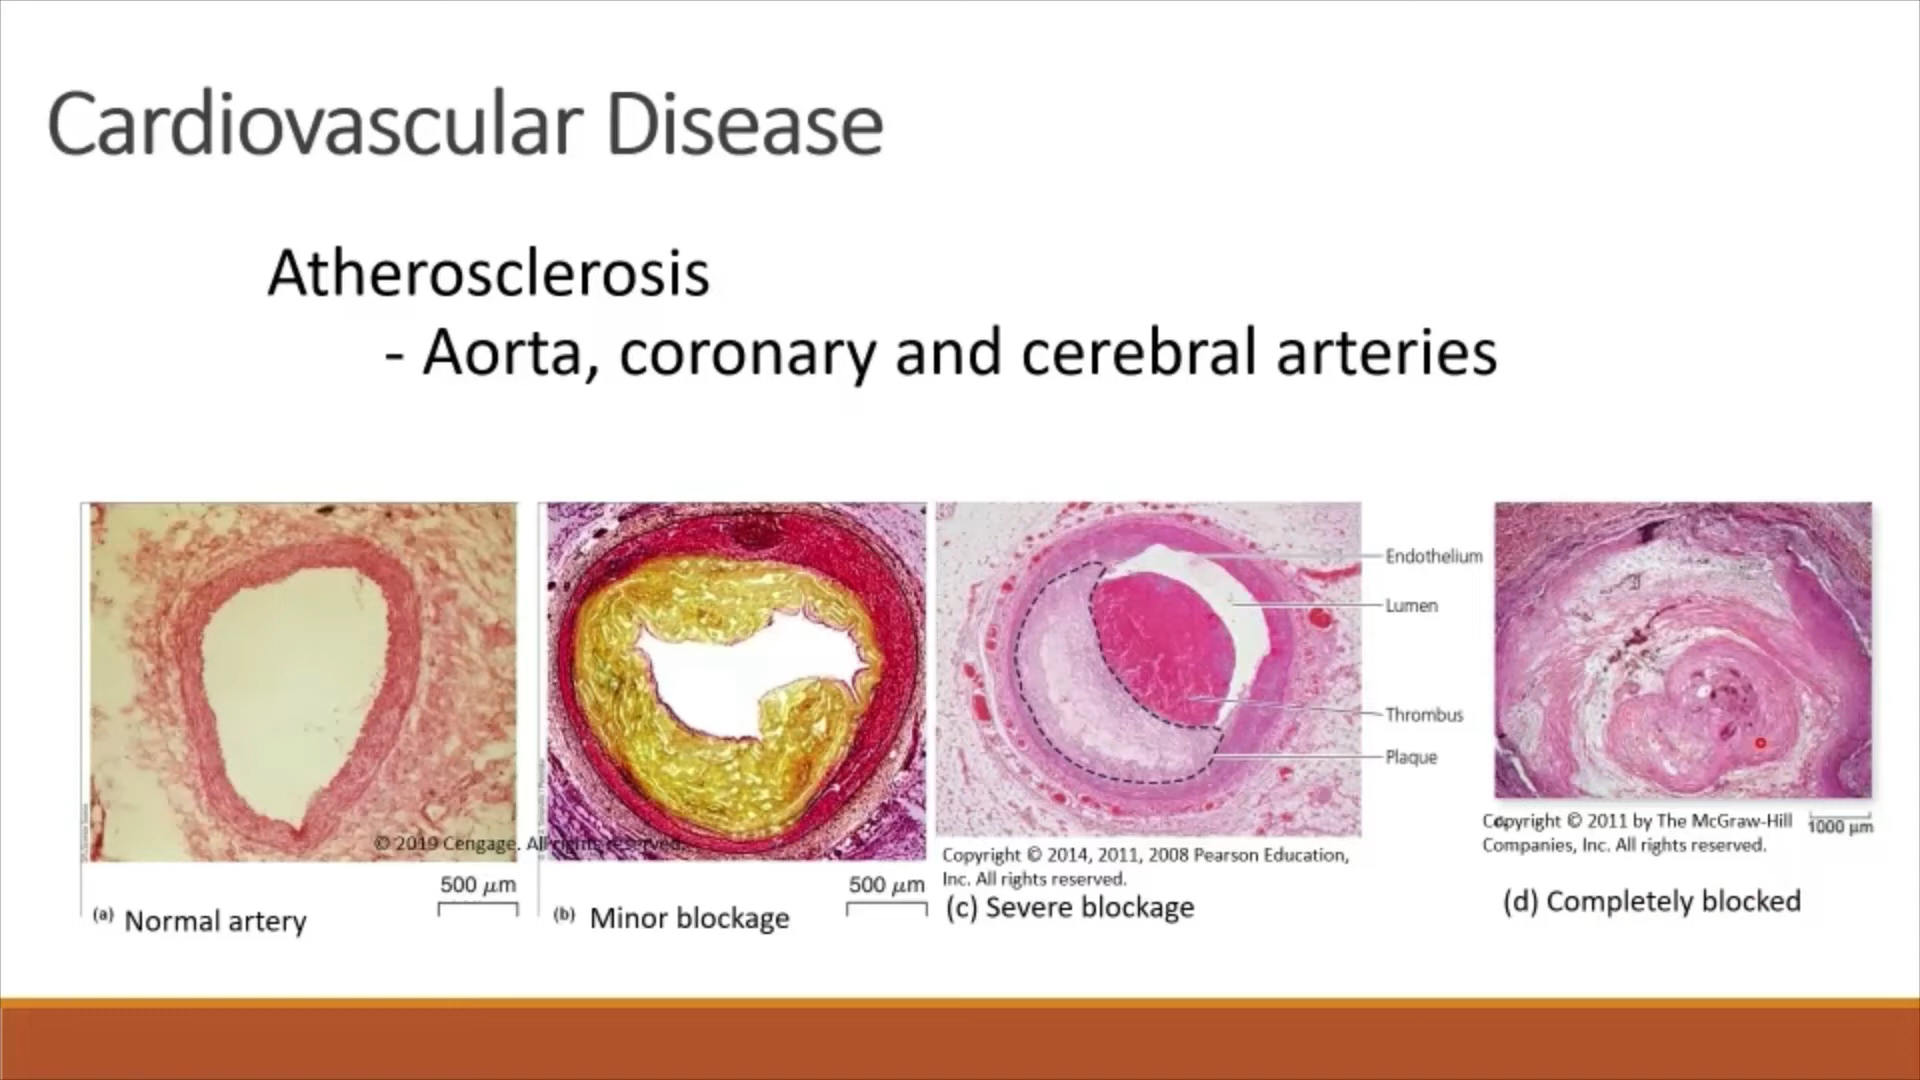 Cardiovascular Disease
Atherosclerosis
- Aorta, coronary and cerebral arteries
Endothelium
Lumen
Thrombus
Plaque
© 2019 Cengage. All rights reserved.
500 µm
(a) Normal artery
500 µm
(b) Minor blockage
Copyright © 2014, 2011, 2008 Pearson Education,
Inc. All rights reserved.
(c) Severe blockage
Copyright © 2011 by The McGraw-Hill
Companies, Inc. All rights reserved.
1000 µm
(d) Completely blocked